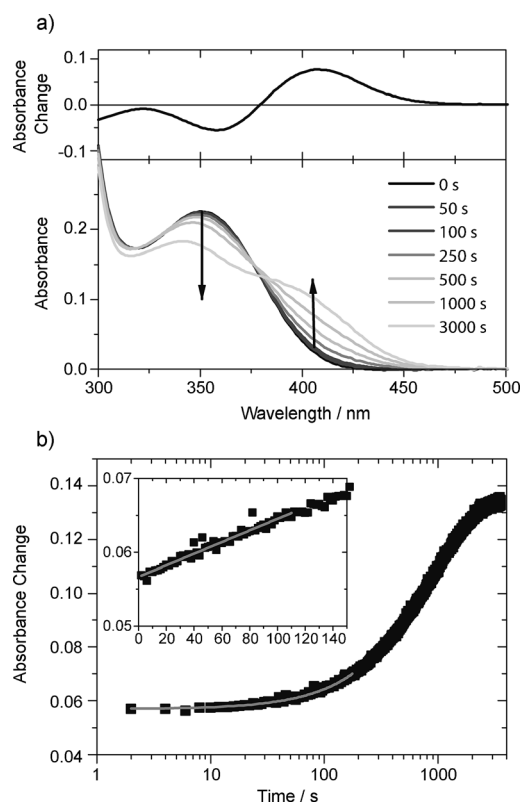 a)
Absorbance
Change
0.1
0.0
-0.1
Absorbance
0.2
0.1
0.0
0 s
50 s
100 s
250 s
500 s
1000 s
3000 s
300 350 400 450 500
Wavelength / nm
b)
Absorbance Change
0.14
0.12
0.10
0.08
0.06
0.04
0.07
0.06
0.05
0 20 40 60 80 100 120 140
1 10 100 1000
Time / s